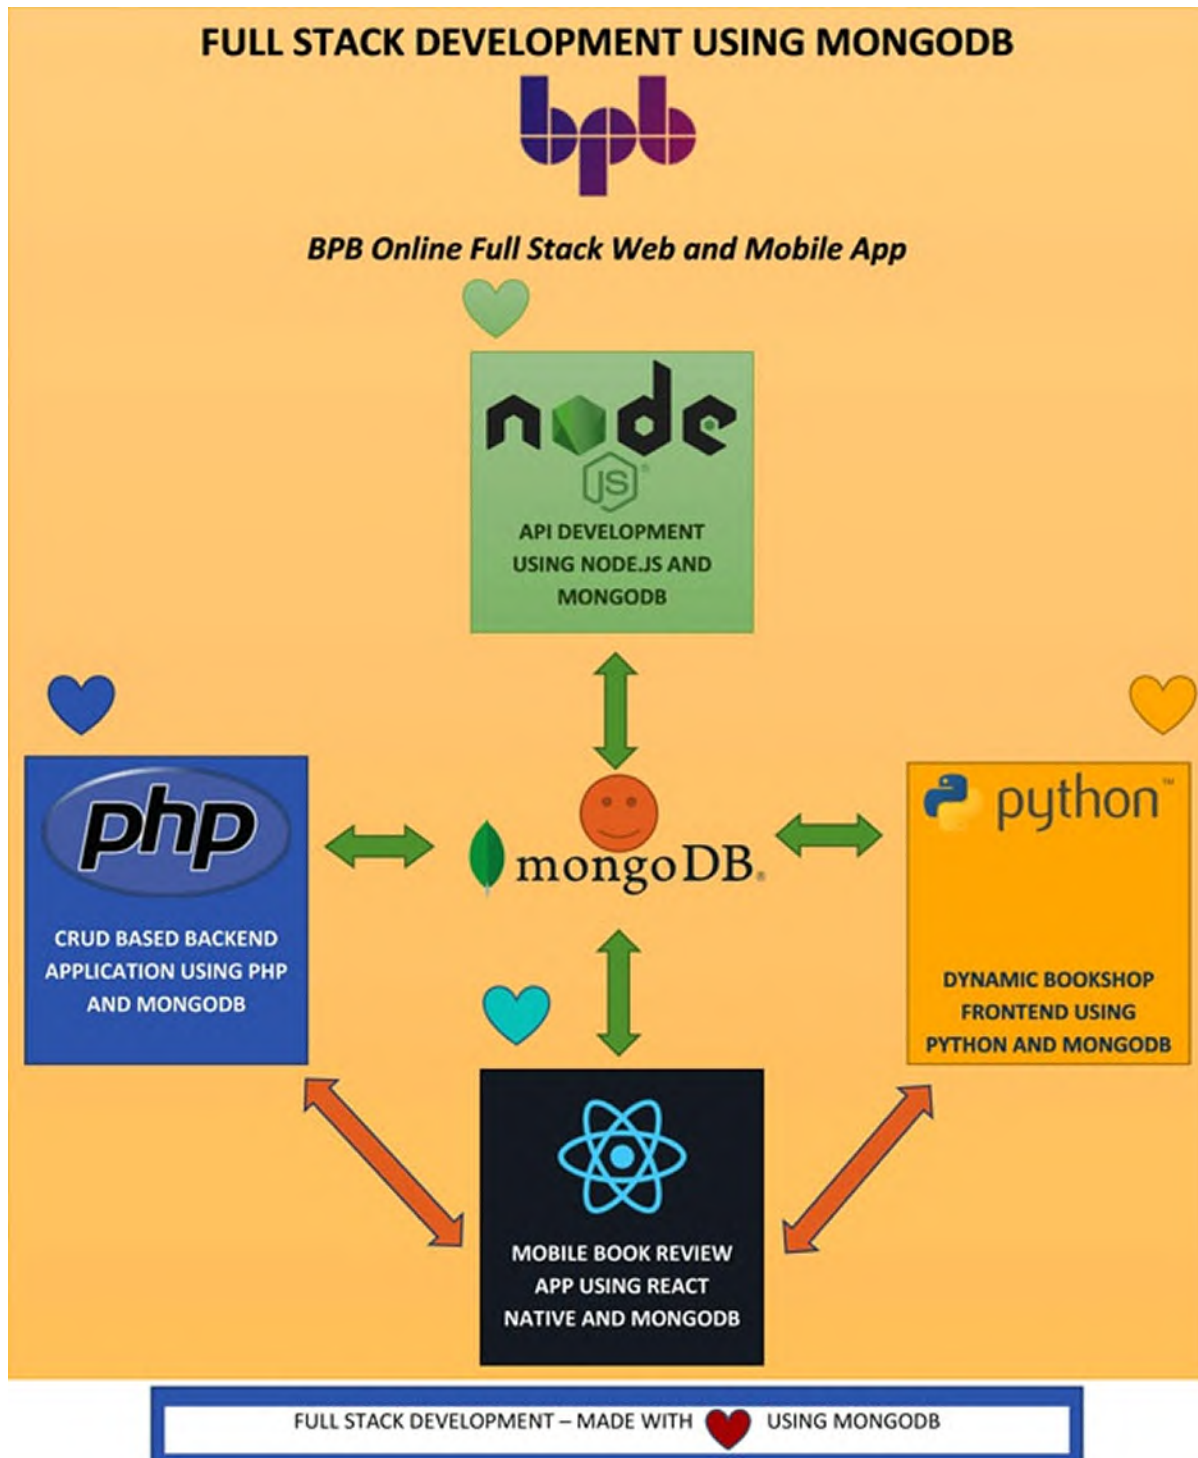 FULL STACK DEVELOPMENT USING MONGODB
bpb
BPB Online Full Stack Web and Mobile App
node
JS®
API DEVELOPMENT
USING NODE.JS AND
MONGODB
php
CRUD BASED BACKEND
APPLICATION USING PHP
AND MONGODB
mongoDB®
python™
DYNAMIC BOOKSHOP
FRONTEND USING
PYTHON AND MONGODB
MOBILE BOOK REVIEW
APP USING REACT
NATIVE AND MONGODB
FULL STACK DEVELOPMENT – MADE WITH USING MONGODB